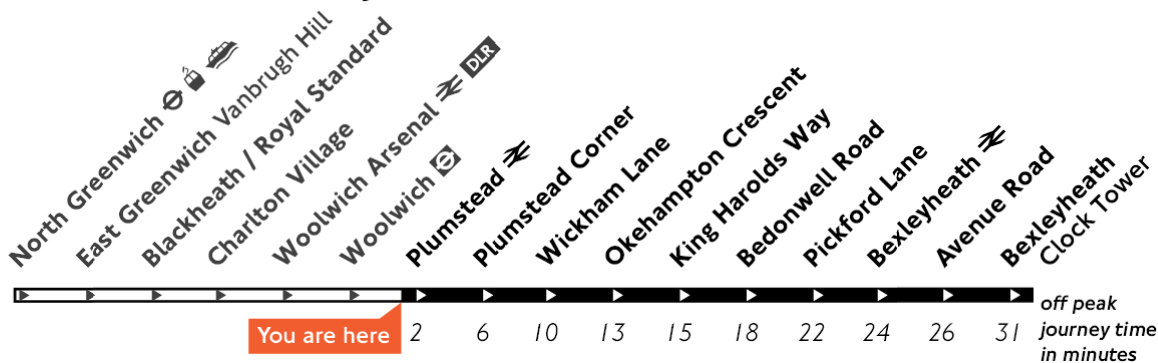 North Greenwich
East Greenwich Vanbrugh Hill
Blackheath / Royal Standard
Charlton Village
Woolwich Arsenal DLR
Woolwich
Plumstead
Plumstead Corner
Wickham Lane
Okehampton Crescent
King Harolds Way
Bedonwell Road
Pickford Lane
Bexleyheath
Avenue Road
Bexleyheath
Clock Tower
You are here
2 6 10 13 15 18 22 24 26 31
off peak
journey time
in minutes